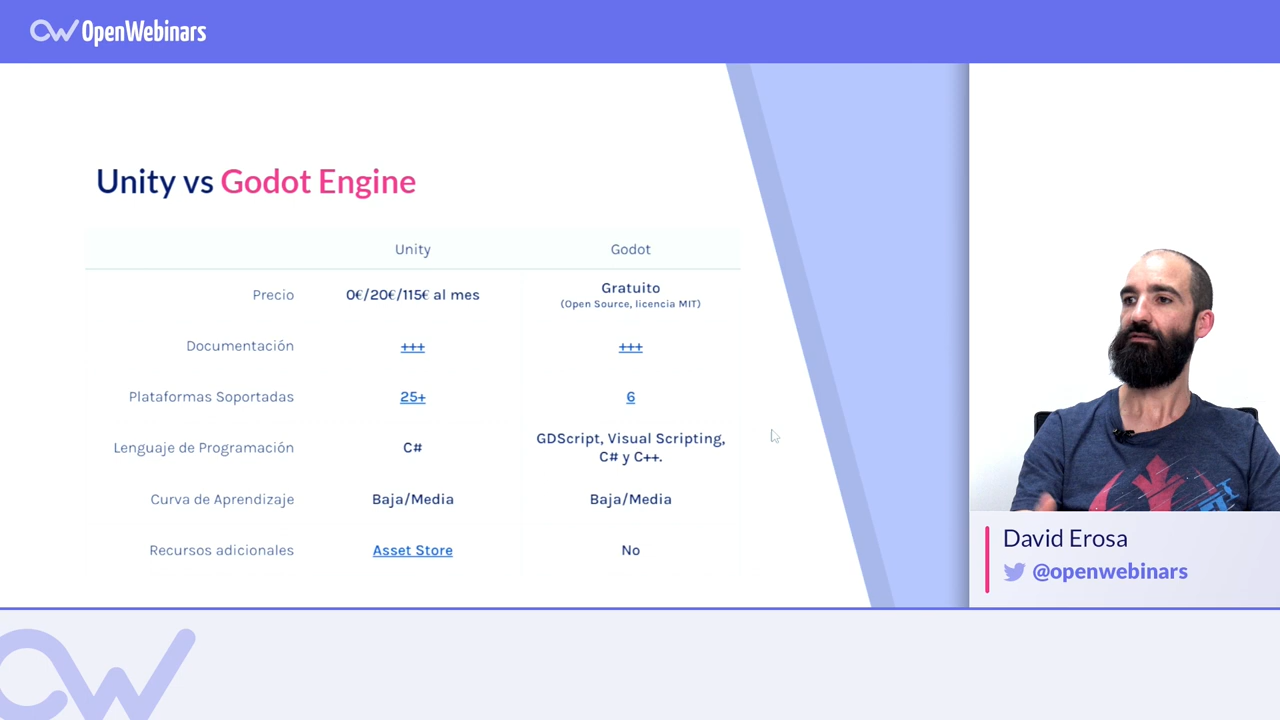 OpenWebinars
Unity vs Godot Engine
Unity Godot
Precio 0€/20€/115€ al mes Gratuito
(Open Source, licencia MIT)
Documentación +++ +++
Plataformas Soportadas 25+ 6
Lenguaje de Programación C# GDScript, Visual Scripting,
C# y C++.
Curva de Aprendizaje Baja/Media Baja/Media
Recursos adicionales Asset Store No
David Erosa
@openwebinars